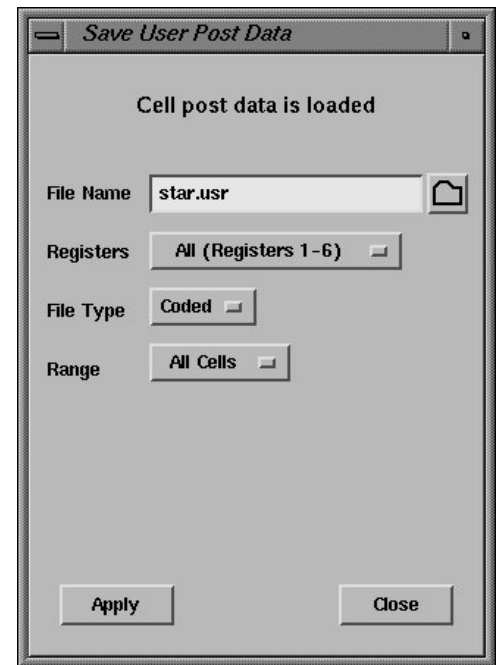 Save User Post Data
Cell post data is loaded
File Name star.usr
Registers All (Registers 1-6)
File Type Coded
Range All Cells
Apply Close